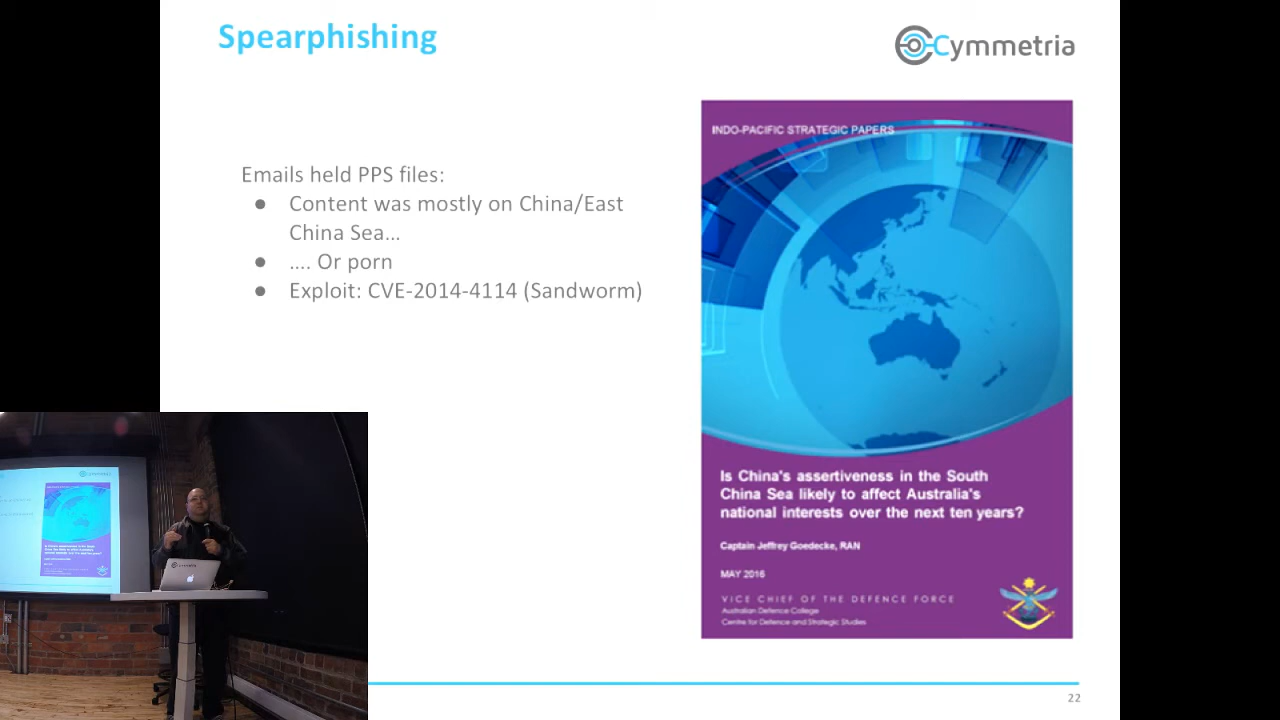 Spearphishing
Cymmetria
Emails held PPS files:
● Content was mostly on China/East
China Sea...
● .... Or porn
● Exploit: CVE-2014-4114 (Sandworm)
INDO-PACIFIC STRATEGIC PAPERS
Is China's assertiveness in the South
China Sea likely to affect Australia's
national interests over the next ten years?
Captain Jeffrey Goedecke, RAN
MAY 2016
VICE CHIEF OF THE DEFENCE FORCE
Australian Defence College
Centre for Defence and Strategic Studies
22